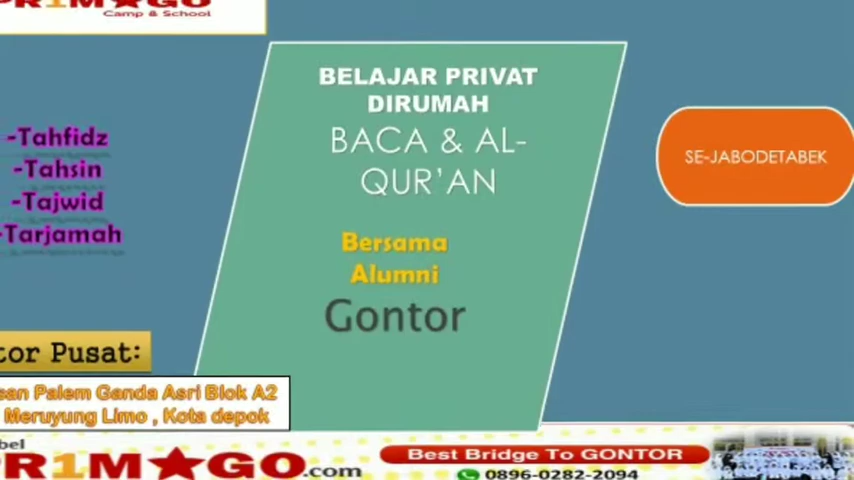 PR1M★GO
Camp & School
BELAJAR PRIVAT
DIRUMAH
BACA & AL-
QUR'AN
-Tahfidz
-Tahsin
-Tajwid
-Tarjamah
SE-JABODETABEK
Bersama
Alumni
Gontor
Pusat:
Palem Ganda Asri Blok A2
Meruyung Limo , Kota depok
PR1M★GO.com
Best Bridge To GONTOR
0896-0282-2094